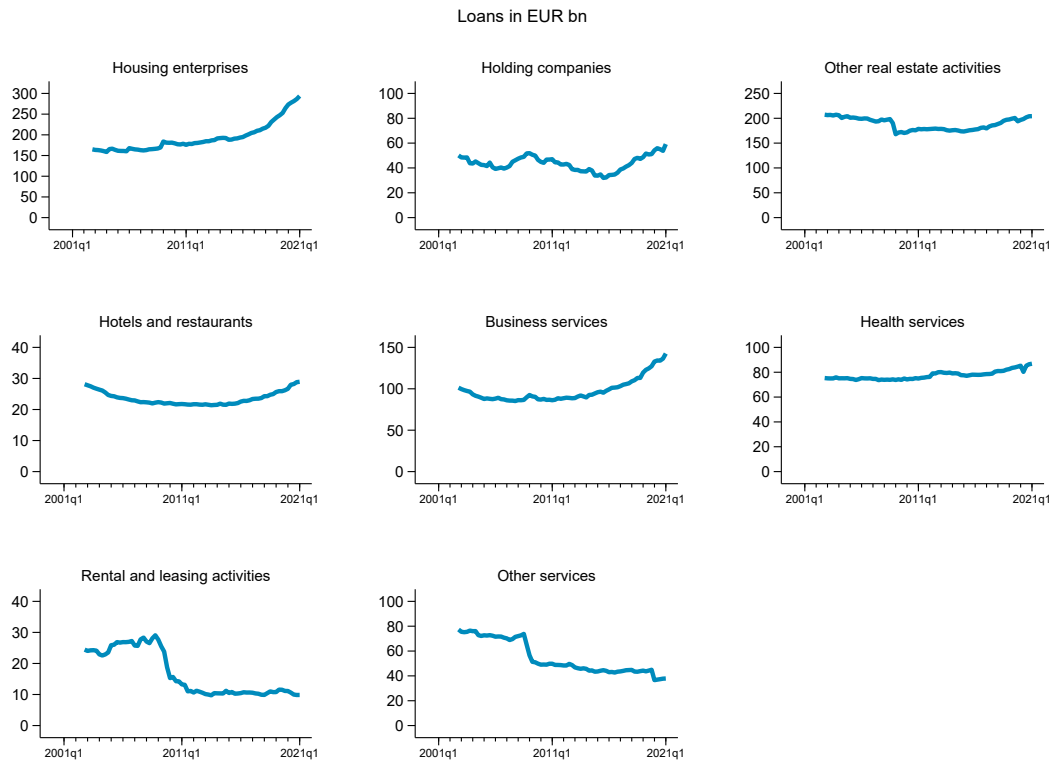 Loans in EUR bn
Housing enterprises
300
250
200
150
100
50
0
2001q1
2011q1
2021q1
Holding companies
100
80
60
40
20
0
2001q1
2011q1
2021q1
Other real estate activities
250
200
150
100
50
0
2001q1
2011q1
2021q1
Hotels and restaurants
40
30
20
10
0
2001q1
2011q1
2021q1
Business services
150
100
50
0
2001q1
2011q1
2021q1
Health services
100
80
60
40
20
0
2001q1
2011q1
2021q1
Rental and leasing activities
40
30
20
10
0
2001q1
2011q1
2021q1
Other services
100
80
60
40
20
0
2001q1
2011q1
2021q1